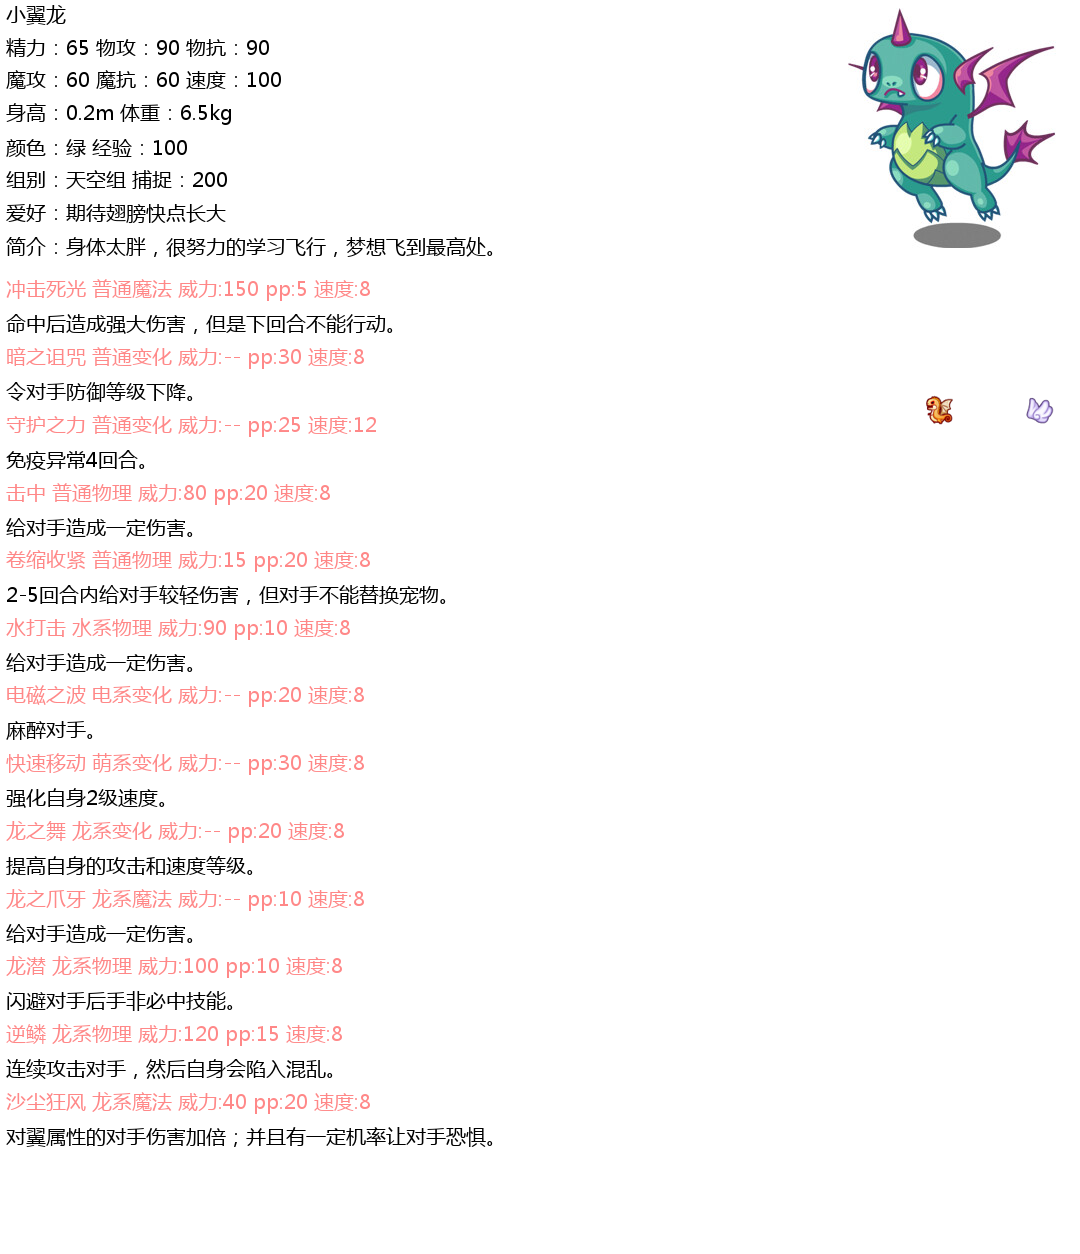 小翼龙
精力：65 物攻：90 物抗：90
魔攻：60 魔抗：60 速度：100
身高：0.2m 体重：6.5kg
颜色：绿 经验：100
组别：天空组 捕捉：200
爱好：期待翅膀快点长大
简介：身体太胖，很努力的学习飞行，梦想飞到最高处。
冲击死光 普通魔法 威力:150 pp:5 速度:8
命中后造成强大伤害，但是下回合不能行动。
暗之诅咒 普通变化 威力:-- pp:30 速度:8
令对手防御等级下降。
守护之力 普通变化 威力:-- pp:25 速度:12
免疫异常4回合。
击中 普通物理 威力:80 pp:20 速度:8
给对手造成一定伤害。
卷缩收紧 普通物理 威力:15 pp:20 速度:8
2-5回合内给对手较轻伤害，但对手不能替换宠物。
水打击 水系物理 威力:90 pp:10 速度:8
给对手造成一定伤害。
电磁之波 电系变化 威力:-- pp:20 速度:8
麻醉对手。
快速移动 萌系变化 威力:-- pp:30 速度:8
强化自身2级速度。
龙之舞 龙系变化 威力:-- pp:20 速度:8
提高自身的攻击和速度等级。
龙之爪牙 龙系魔法 威力:-- pp:10 速度:8
给对手造成一定伤害。
龙潜 龙系物理 威力:100 pp:10 速度:8
闪避对手后手非必中技能。
逆鳞 龙系物理 威力:120 pp:15 速度:8
连续攻击对手，然后自身会陷入混乱。
沙尘狂风 龙系魔法 威力:40 pp:20 速度:8
对翼属性的对手伤害加倍；并且有一定机率让对手恐惧。